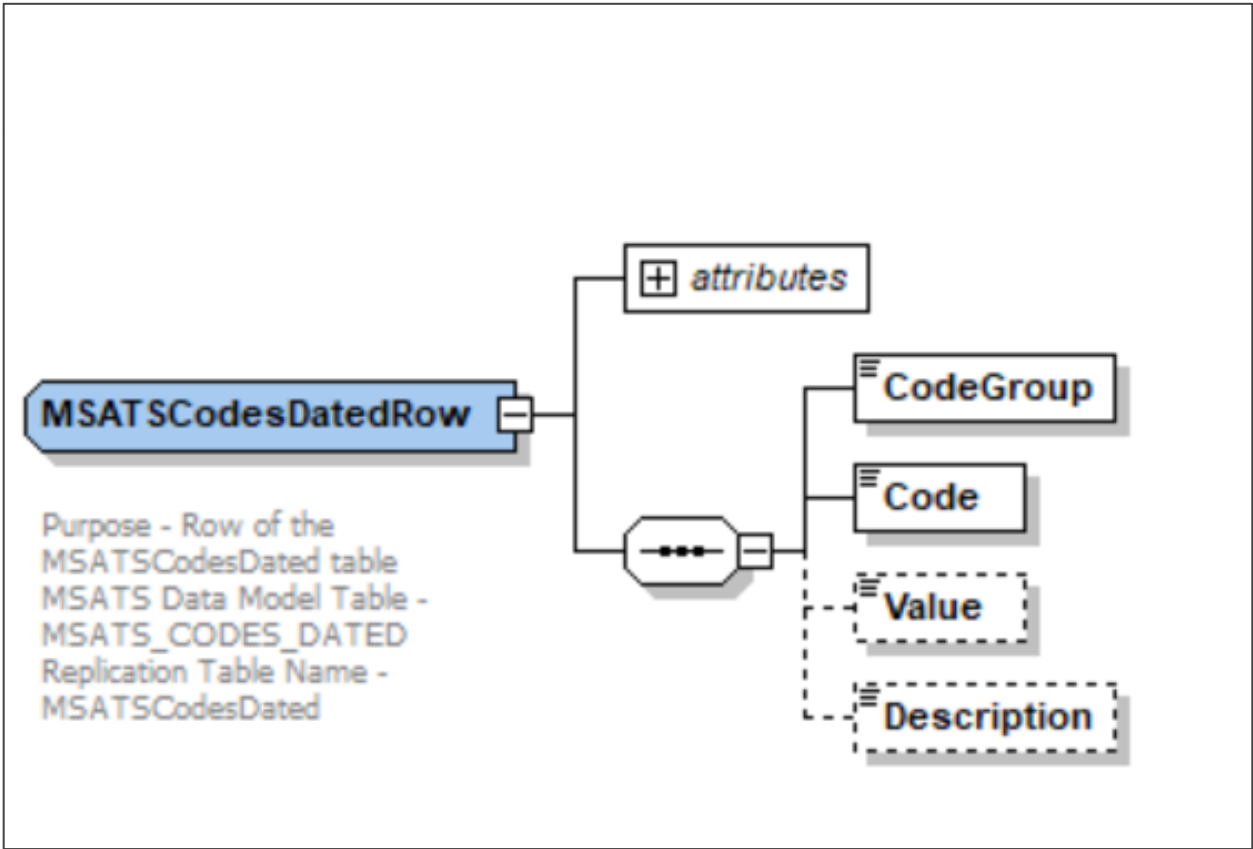 attributes
CodeGroup
MSATSCodesDatedRow
Code
Purpose - Row of the
MSATSCodesDated table
MSATS Data Model Table -
MSATS_CODES_DATED
Replication Table Name -
MSATSCodesDated
Value
Description